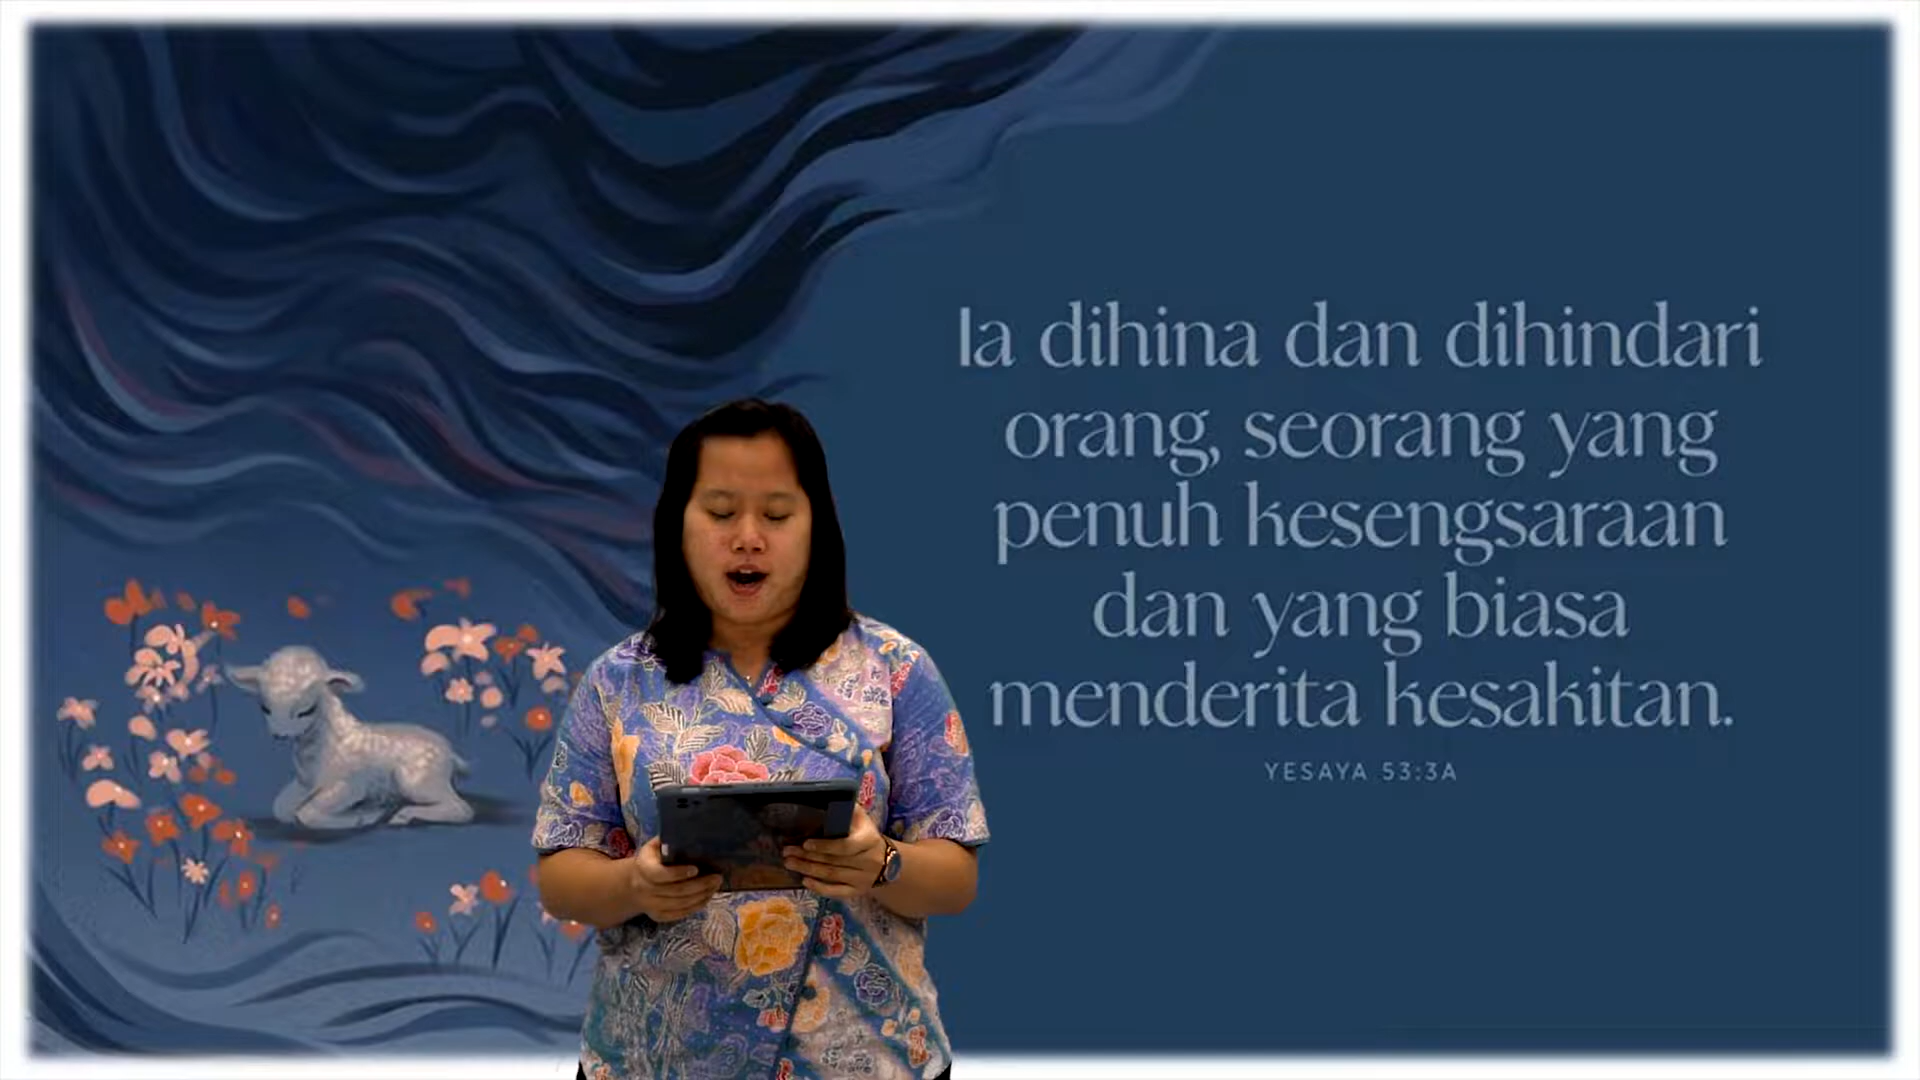 Ia dihina dan dihindari
orang, seorang yang
penuh kesengsaraan
dan yang biasa
menderita kesakitan.
YESAYA 53:3A